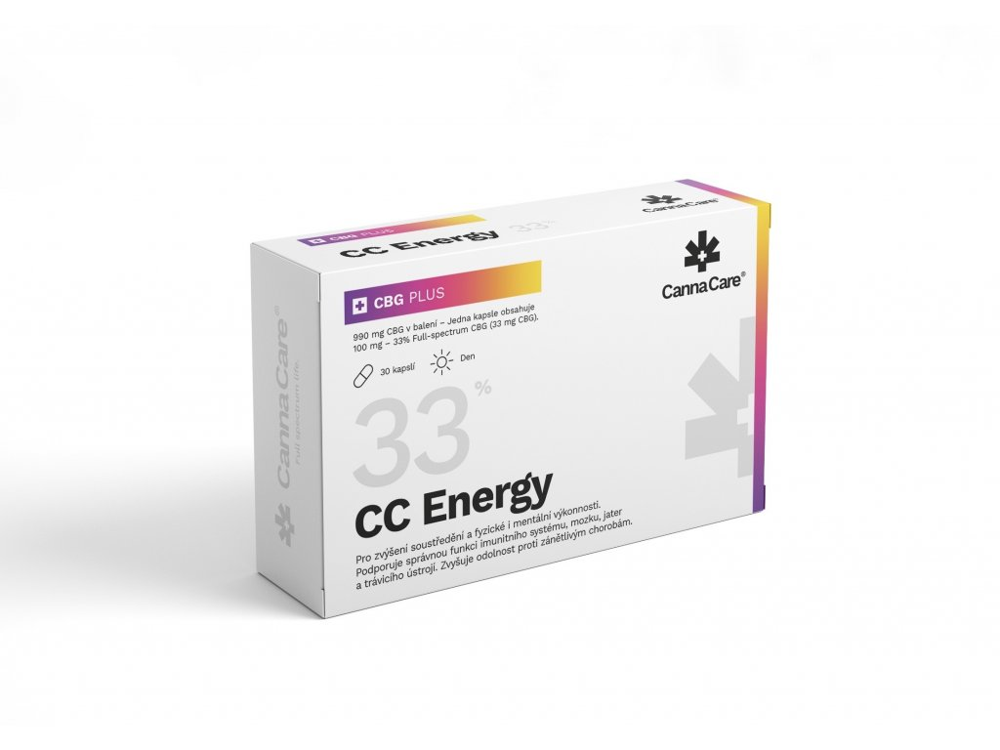 CBG PLUS
CC Energy 33%
CannaCare®
CannaCare®
Full spectrum life.
CBG PLUS
990 mg CBG v balení – Jedna kapsle obsahuje
100 mg – 33% Full-spectrum CBG (33 mg CBG).
30 kapslí
Den
33%
CC Energy
Pro zvýšení soustředění a fyzické i mentální výkonnosti.
Podporuje správnou funkci imunitního systému, mozku, jater
a trávicího ústrojí. Zvyšuje odolnost proti zánětlivým chorobám.
CannaCare®